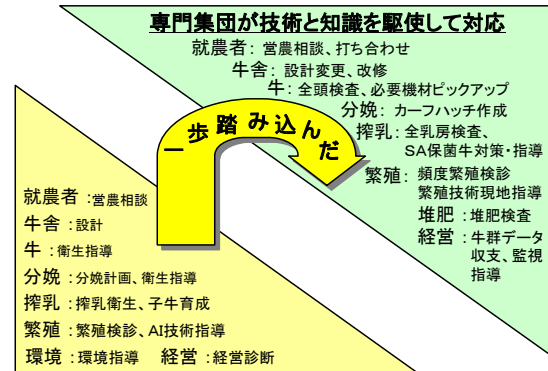 専門集団が技術と知識を駆使して対応
就農者：営農相談、打ち合わせ
牛舎：設計変更、改修
牛：全頭検査、必要機材ピックアップ
分娩：カーフハッチ作成
搾乳：全乳房検査、
SA保菌牛対策・指導
繁殖：頻度繁殖検診
繁殖技術現地指導
堆肥：堆肥検査
経営：牛群データ
収支、監視
指導
一歩踏み込んだ
就農者：営農相談
牛舎：設計
牛：衛生指導
分娩：分娩計画、衛生指導
搾乳：搾乳衛生、子牛育成
繁殖：繁殖検診、AI技術指導
環境：環境指導　経営：経営診断